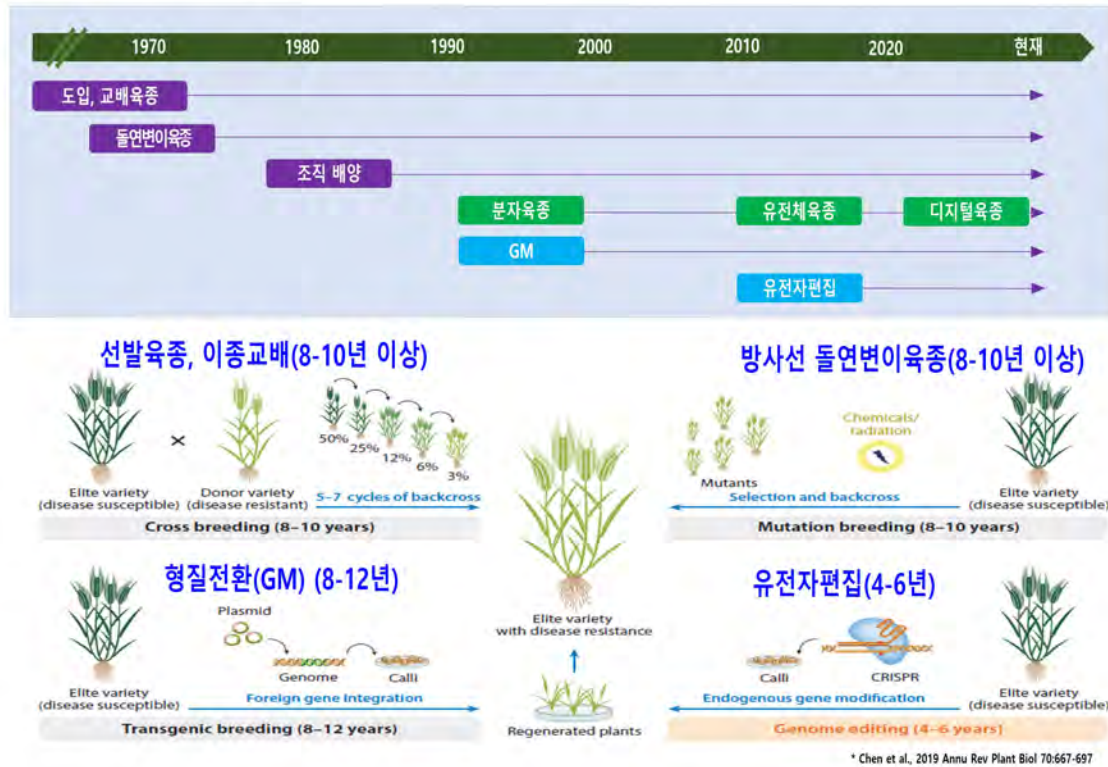 1970 1980 1990 2000 2010 2020 현재
도입, 교배육종
돌연변이육종
조직 배양
분자육종 유전체육종 디지털육종
GM
유전자편집
선발육종, 이종교배(8-10년 이상)
50%
25%
12%
6%
3%
×
Elite variety
(disease susceptible)
Donor variety
(disease resistant)
5–7 cycles of backcross
Cross breeding (8–10 years)
방사선 돌연변이육종(8-10년 이상)
Chemicals/
radiation
Mutants
Selection and backcross
Elite variety
(disease susceptible)
Mutation breeding (8–10 years)
형질전환(GM) (8-12년)
Plasmid
Genome
Calli
Elite variety
(disease susceptible)
Foreign gene integration
Transgenic breeding (8–12 years)
Elite variety
with disease resistance
Regenerated plants
유전자편집(4-6년)
Calli
CRISPR
Endogenous gene modification
Elite variety
(disease susceptible)
Genome editing (4–6 years)
* Chen et al., 2019 Annu Rev Plant Biol 70:667-697